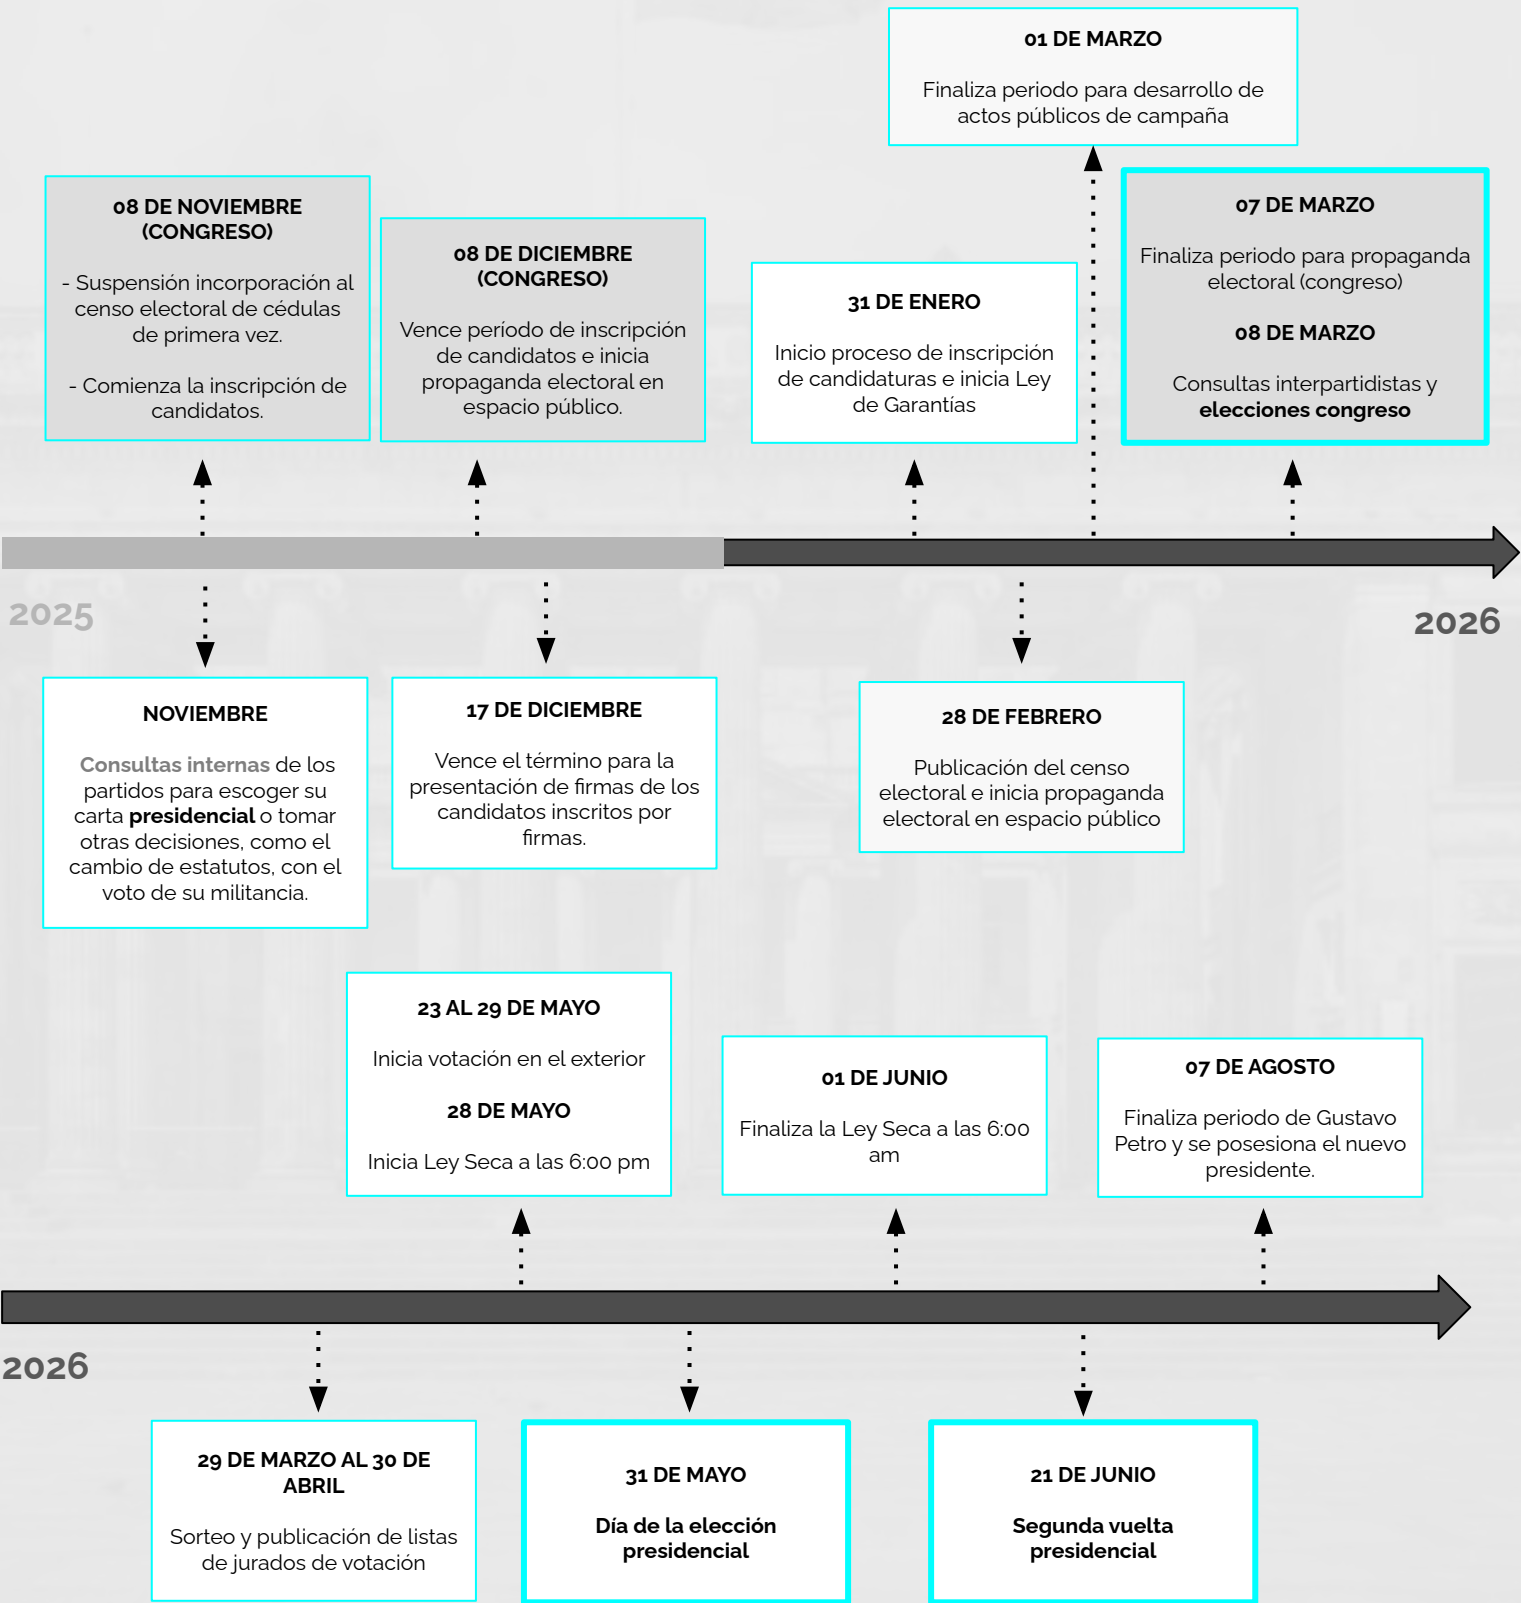 01 DE MARZO
Finaliza periodo para desarrollo de
actos públicos de campaña
08 DE NOVIEMBRE
(CONGRESO)
- Suspensión incorporación al
censo electoral de cédulas
de primera vez.
- Comienza la inscripción de
candidatos.
08 DE DICIEMBRE
(CONGRESO)
Vence período de inscripción
de candidatos e inicia
propaganda electoral en
espacio público.
31 DE ENERO
Inicio proceso de inscripción
de candidaturas e inicia Ley
de Garantías
07 DE MARZO
Finaliza periodo para propaganda
electoral (congreso)
08 DE MARZO
Consultas interpartidistas y
elecciones congreso
2025
2026
NOVIEMBRE
Consultas internas de los
partidos para escoger su
carta presidencial o tomar
otras decisiones, como el
cambio de estatutos, con el
voto de su militancia.
17 DE DICIEMBRE
Vence el término para la
presentación de firmas de los
candidatos inscritos por
firmas.
28 DE FEBRERO
Publicación del censo
electoral e inicia propaganda
electoral en espacio público
23 AL 29 DE MAYO
Inicia votación en el exterior
28 DE MAYO
Inicia Ley Seca a las 6:00 pm
01 DE JUNIO
Finaliza la Ley Seca a las 6:00
am
07 DE AGOSTO
Finaliza periodo de Gustavo
Petro y se posesiona el nuevo
presidente.
2026
29 DE MARZO AL 30 DE
ABRIL
Sorteo y publicación de listas
de jurados de votación
31 DE MAYO
Día de la elección
presidencial
21 DE JUNIO
Segunda vuelta
presidencial